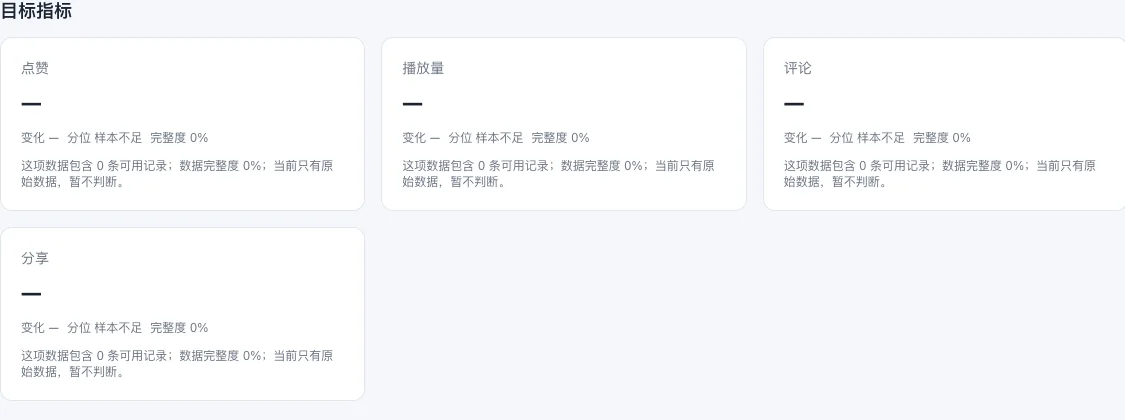 目标指标
点赞
—
变化 — 分位 样本不足 完整度 0%
这项数据包含 0 条可用记录；数据完整度 0%；当前只有原
始数据，暂不判断。
播放量
—
变化 — 分位 样本不足 完整度 0%
这项数据包含 0 条可用记录；数据完整度 0%；当前只有原
始数据，暂不判断。
评论
—
变化 — 分位 样本不足 完整度 0%
这项数据包含 0 条可用记录；数据完整度 0%；当前只有原
始数据，暂不判断。
分享
—
变化 — 分位 样本不足 完整度 0%
这项数据包含 0 条可用记录；数据完整度 0%；当前只有原
始数据，暂不判断。